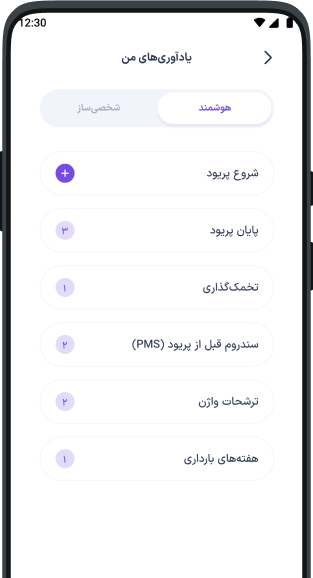 12:30
یادآوری‌های من
هوشمند
شخصی‌ساز
شروع پریود
+
پایان پریود
۳
تخمک‌گذاری
۱
سندروم قبل از پریود (PMS)
۲
ترشحات واژن
۲
هفته‌های بارداری
۱